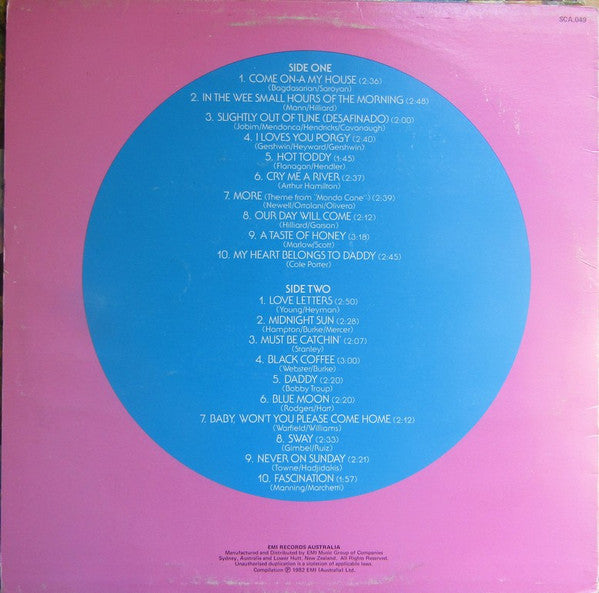 SCA.049
SIDE ONE
1. COME ON-A MY HOUSE (2:36)
(Bagdasarian/Saroyan)
2. IN THE WEE SMALL HOURS OF THE MORNING (2:48)
(Mann/Hilliard)
3. SLIGHTLY OUT OF TUNE (DESAFINADO) (2:00)
(Jobim/Mendonca/Hendricks/Cavanaugh)
4. I LOVES YOU PORGY (2:40)
(Gershwin/Heyward/Gershwin)
5. HOT TODDY (1:45)
(Flanagan/Hendler)
6. CRY ME A RIVER (2:37)
(Arthur Hamilton)
7. MORE (Theme from "Mondo Cane") (2:39)
(Newell/Orrolani/Olivero)
8. OUR DAY WILL COME (2:12)
(Hilliard/Garson)
9. A TASTE OF HONEY (3:18)
(Marlow/Scott)
10. MY HEART BELONGS TO DADDY (2:45)
(Cole Porter)
SIDE TWO
1. LOVE LETTERS (2:50)
(Young/Heyman)
2. MIDNIGHT SUN (2:28)
(Hampton/Burke/Mercer)
3. MUST BE CATCHIN' (2:07)
(Stanley)
4. BLACK COFFEE (3:00)
(Webster/Burke)
5. DADDY (2:20)
(Bobby Troup)
6. BLUE MOON (2:20)
(Rodgers/Hart)
7. BABY, WON'T YOU PLEASE COME HOME (2:12)
(Warfield/Williams)
8. SWAY (2:33)
(Gimbel/Ruiz)
9. NEVER ON SUNDAY (2:21)
(Towne/Hadjidakis)
10. FASCINATION (1:57)
(Manning/Marchetti)
EMI RECORDS AUSTRALIA
Manufactured and Distributed by EMI Music Group of Companies
Sydney, Australia and Lower Hutt, New Zealand. All Rights Reserved.
Unauthorised duplication is a violation of applicable laws.
Compilation ℗ 1982 EMI (Australia) Ltd.